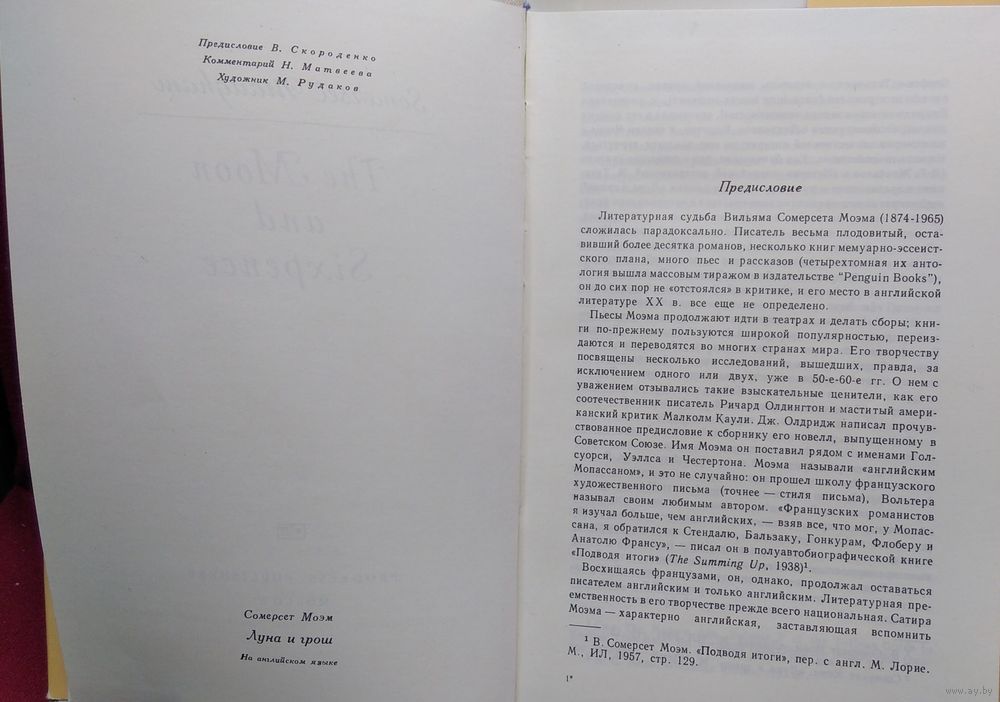 Предисловие В. Скороденко
Комментарий Н. Матвеева
Художник М. Рудаков
The Moon
and
Sixpence
Сомерсет Моэм
Луна и грош
На английском языке
Предисловие
Литературная судьба Вильяма Сомерсета Моэма (1874-1965)
сложилась парадоксально. Писатель весьма плодовитый, оста-
вивший более десятка романов, несколько книг мемуарно-эссеист-
ского плана, много пьес и рассказов (четырехтомная их анто-
логия вышла массовым тиражом в издательстве “Penguin Books”),
он до сих пор не «отстоялся» в критике, и его место в английской
литературе XX в. все еще не определено.
Пьесы Моэма продолжают идти в театрах и делать сборы; кни-
ги по-прежнему пользуются широкой популярностью, переиз-
даются и переводятся во многих странах мира. Его творчеству
посвящены несколько исследований, вышедших, правда, за
исключением одного или двух, уже в 50-е-60-е гг. О нем с
уважением отзывались такие взыскательные ценители, как его
соотечественник писатель Ричард Олдингтон и маститый амери-
канский критик Малколм Каули. Дж. Олдридж написал прочув-
ствованное предисловие к сборнику его новелл, выпущенному в
Советском Союзе. Имя Моэма он поставил рядом с именами Гол-
суорси, Уэллса и Честертона. Моэма называли «английским
Мопассаном», и это не случайно: он прошел школу французского
художественного письма (точнее — стиля письма), Вольтера
называл своим любимым автором. «Французских романистов
я изучал больше, чем английских, — взяв все, что мог, у Мопас-
сана, я обратился к Стендалю, Бальзаку, Гонкурам, Флоберу и
Анатолю Франсу», — писал он в полуавтобиографической книге
«Подводя итоги» (The Summing Up, 1938)¹.
Восхищаясь французами, он, однако, продолжал оставаться
писателем английским и только английским. Литературная пре-
емственность в его творчестве прежде всего национальная. Сатира
Моэма — характерно английская, заставляющая вспомнить
¹ В. Сомерсет Моэм. «Подводя итоги», пер. с англ. М. Лорие.
М., ИЛ, 1957, стр. 129.
1*
www.ay.by